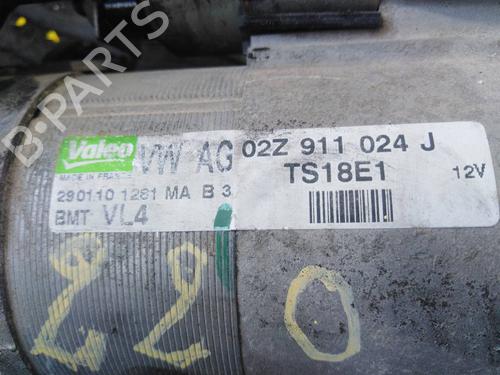 Valeo VW AG 02Z 911 024 J
MADE IN FRANCE
TS18E1 12V
290110 1281 MA B 3
BMT VL4
220
B-PARTS